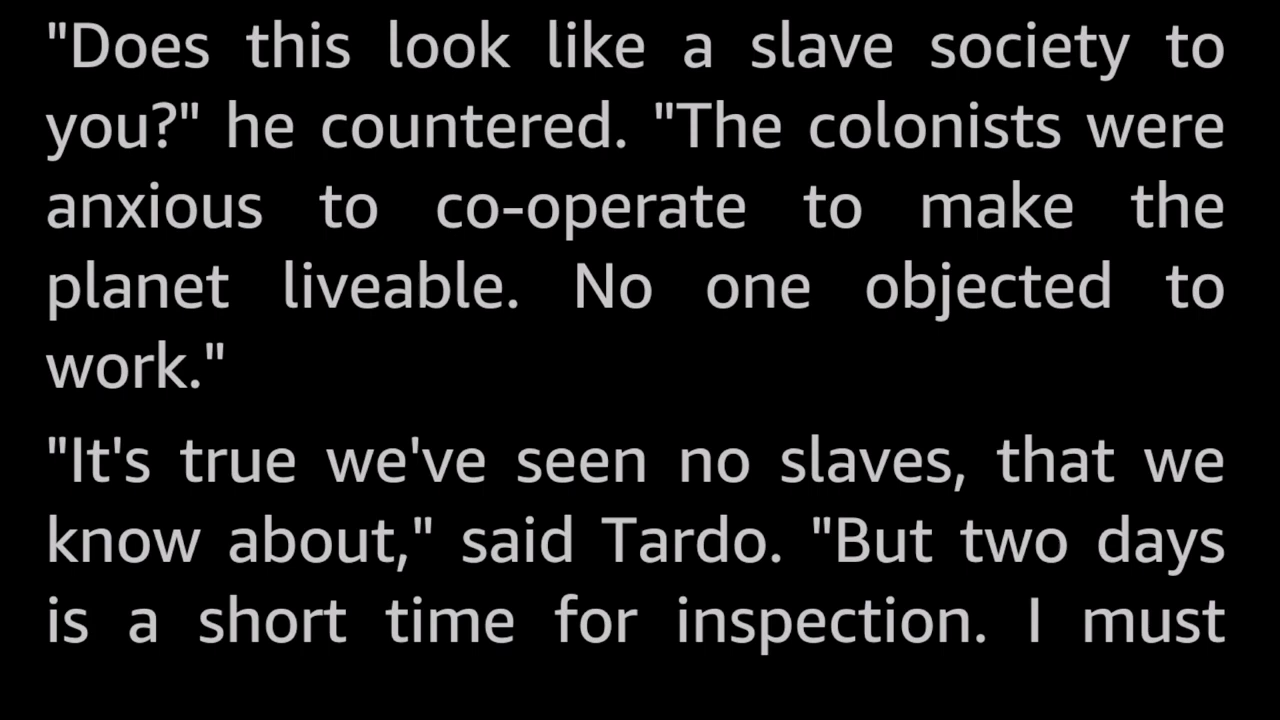 "Does this look like a slave society to
you?" he countered. "The colonists were
anxious to co-operate to make the
planet liveable. No one objected to
work."
"It's true we've seen no slaves, that we
know about," said Tardo. "But two days
is a short time for inspection. I must